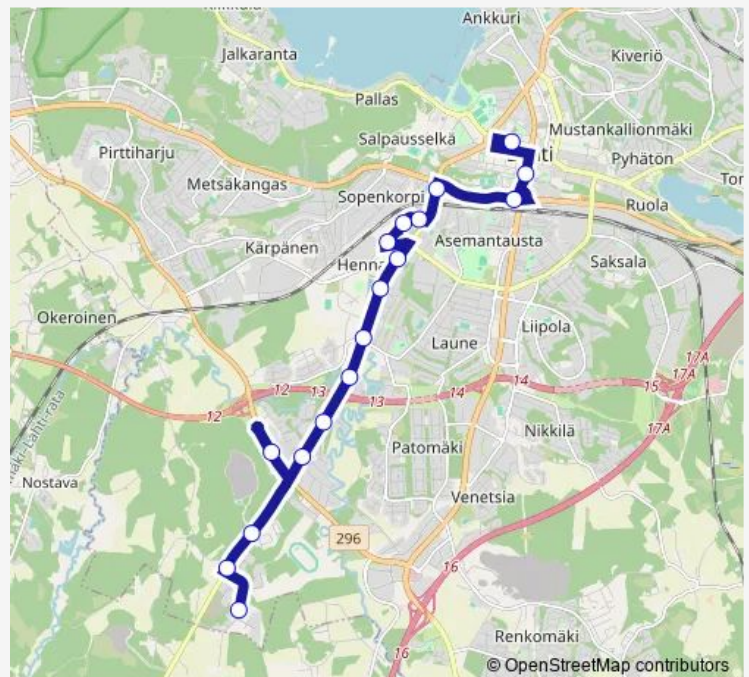 Ankkuri
Jalkaranta
Kiveriö
Pallas
Salpausselkä
Mustankallionmäki
Pirttiharju
Pyhätön
Metsäkangas
Sopenkorpi
Ruola
Kärpänen
Asemantausta
Saksala
Okeroinen
Laune
Liipola
17A
12
12
13
13
14
14
15
17A
Nikkilä
Patomäki
Nostava
Venetsia
296
16
Renkomäki
16
© OpenStreetMap contributors